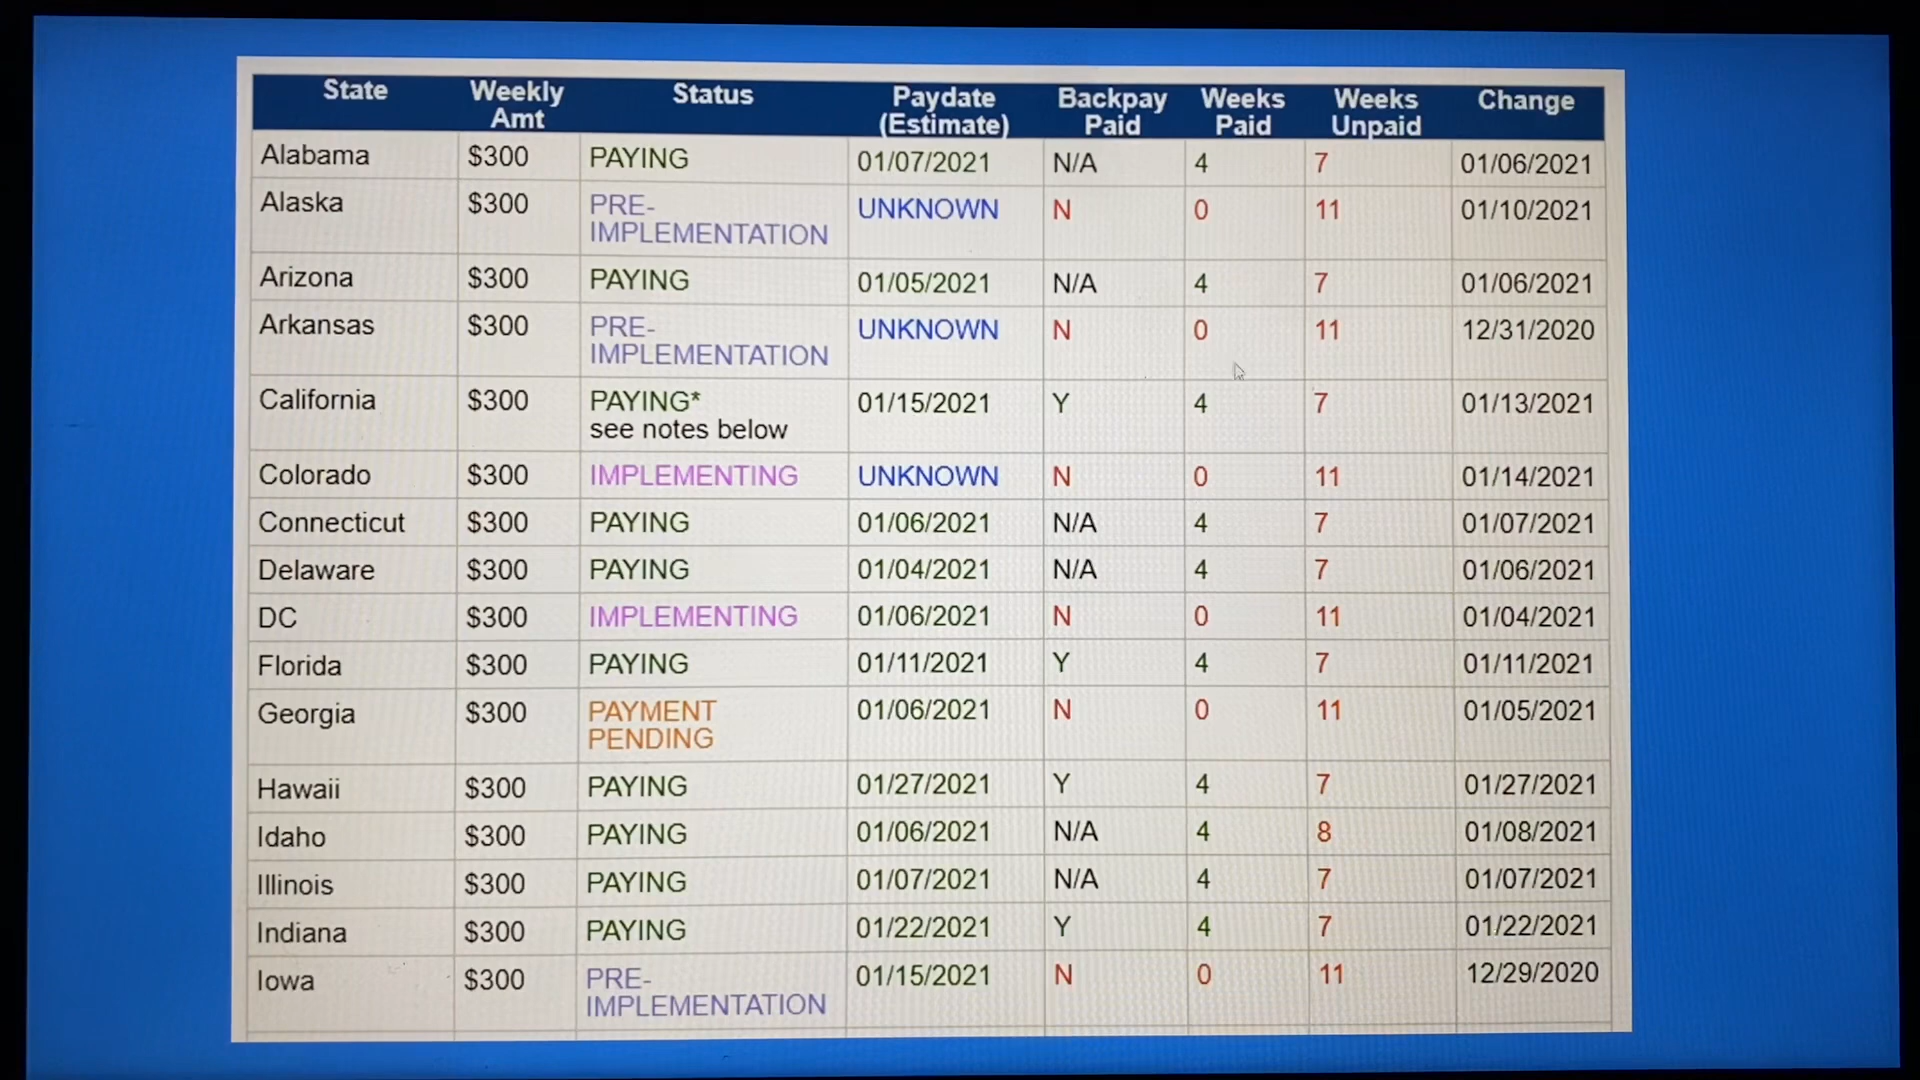 State Weekly Amt Status Paydate (Estimate) Backpay Paid Weeks Paid Weeks Unpaid Change
Alabama $300 PAYING 01/07/2021 N/A 4 7 01/06/2021
Alaska $300 PRE-IMPLEMENTATION UNKNOWN N 0 11 01/10/2021
Arizona $300 PAYING 01/05/2021 N/A 4 7 01/06/2021
Arkansas $300 PRE-IMPLEMENTATION UNKNOWN N 0 11 12/31/2020
California $300 PAYING* see notes below 01/15/2021 Y 4 7 01/13/2021
Colorado $300 IMPLEMENTING UNKNOWN N 0 11 01/14/2021
Connecticut $300 PAYING 01/06/2021 N/A 4 7 01/07/2021
Delaware $300 PAYING 01/04/2021 N/A 4 7 01/06/2021
DC $300 IMPLEMENTING 01/06/2021 N 0 11 01/04/2021
Florida $300 PAYING 01/11/2021 Y 4 7 01/11/2021
Georgia $300 PAYMENT PENDING 01/06/2021 N 0 11 01/05/2021
Hawaii $300 PAYING 01/27/2021 Y 4 7 01/27/2021
Idaho $300 PAYING 01/06/2021 N/A 4 8 01/08/2021
Illinois $300 PAYING 01/07/2021 N/A 4 7 01/07/2021
Indiana $300 PAYING 01/22/2021 Y 4 7 01/22/2021
Iowa $300 PRE-IMPLEMENTATION 01/15/2021 N 0 11 12/29/2020